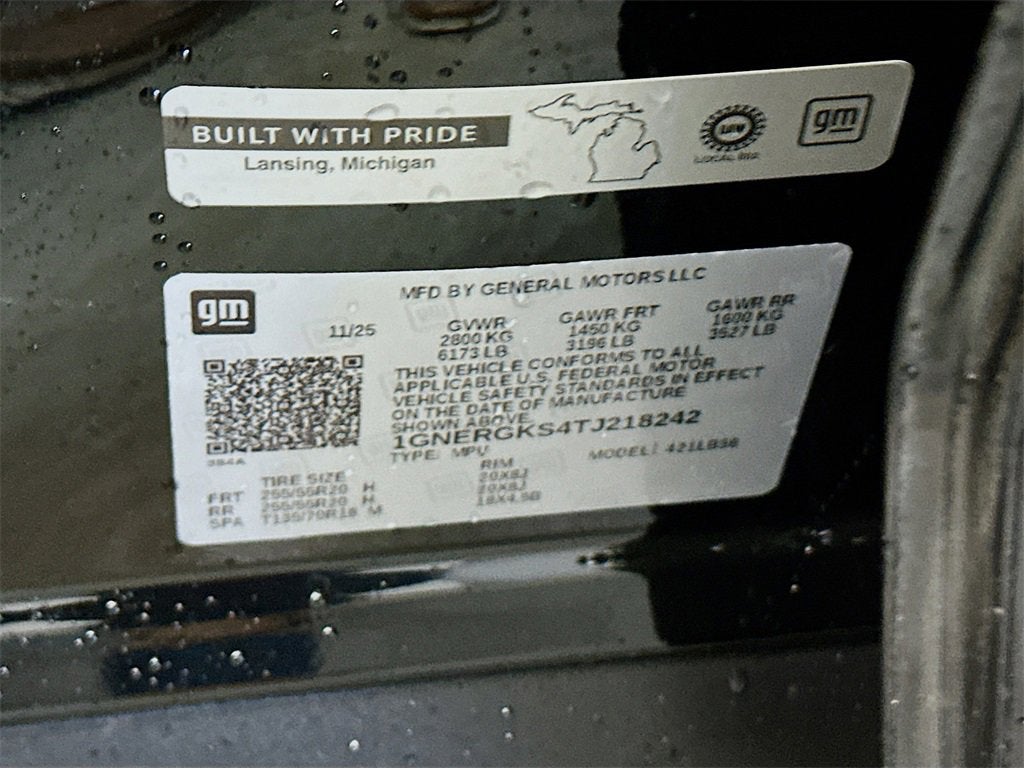 BUILT WITH PRIDE
Lansing, Michigan
gm
gm
MFD BY GENERAL MOTORS LLC
11/25
GVWR
2800 KG
6173 LB
GAWR FRT
1450 KG
3196 LB
GAWR RR
1600 KG
3527 LB
THIS VEHICLE CONFORMS TO ALL
APPLICABLE U.S. FEDERAL MOTOR
VEHICLE SAFETY STANDARDS IN EFFECT
ON THE DATE OF MANUFACTURE
SHOWN ABOVE
1GNERGKS4TJ218242
TYPE: MPU
MODEL:
TIRE SIZE
RIM
FRT 255/55R20 H 20X8J
RR 255/55R20 H 20X8J
SPA T135/70R18 M 18X4.5B